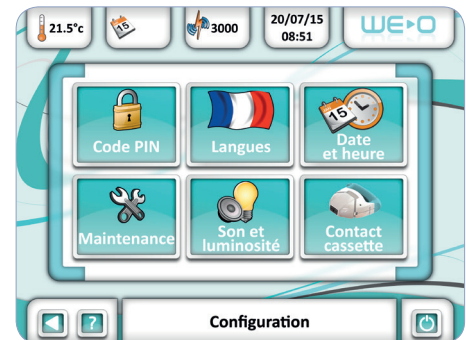 21.5°c
15
3000
20/07/15
08:51
WE▸O
Code PIN
Langues
15
Date
et heure
Maintenance
Son et
luminosité
Contact
cassette
?
Configuration